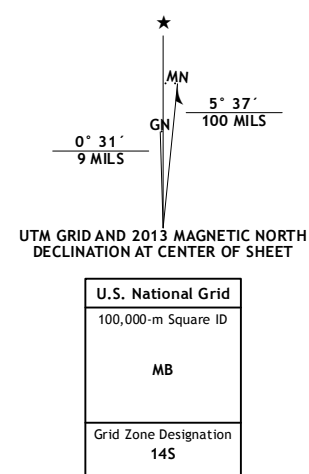 ★
MN
5° 37´
100 MILS
GN
0° 31´
9 MILS
UTM GRID AND 2013 MAGNETIC NORTH
DECLINATION AT CENTER OF SHEET
U.S. National Grid
100,000-m Square ID
MB
Grid Zone Designation
14S